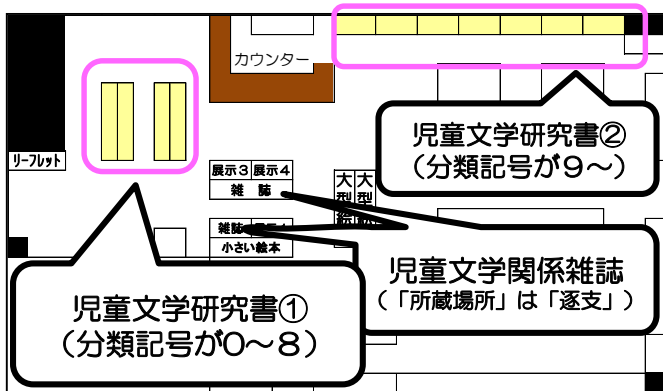 カウンター
児童文学研究書②
(分類記号が9～)
リーフレット
展示3 展示4
雑 誌
大型
大型
雑誌
小さい絵本
児童文学関係雑誌
(「所蔵場所」は「逐支」)
児童文学研究書①
(分類記号が0～8)